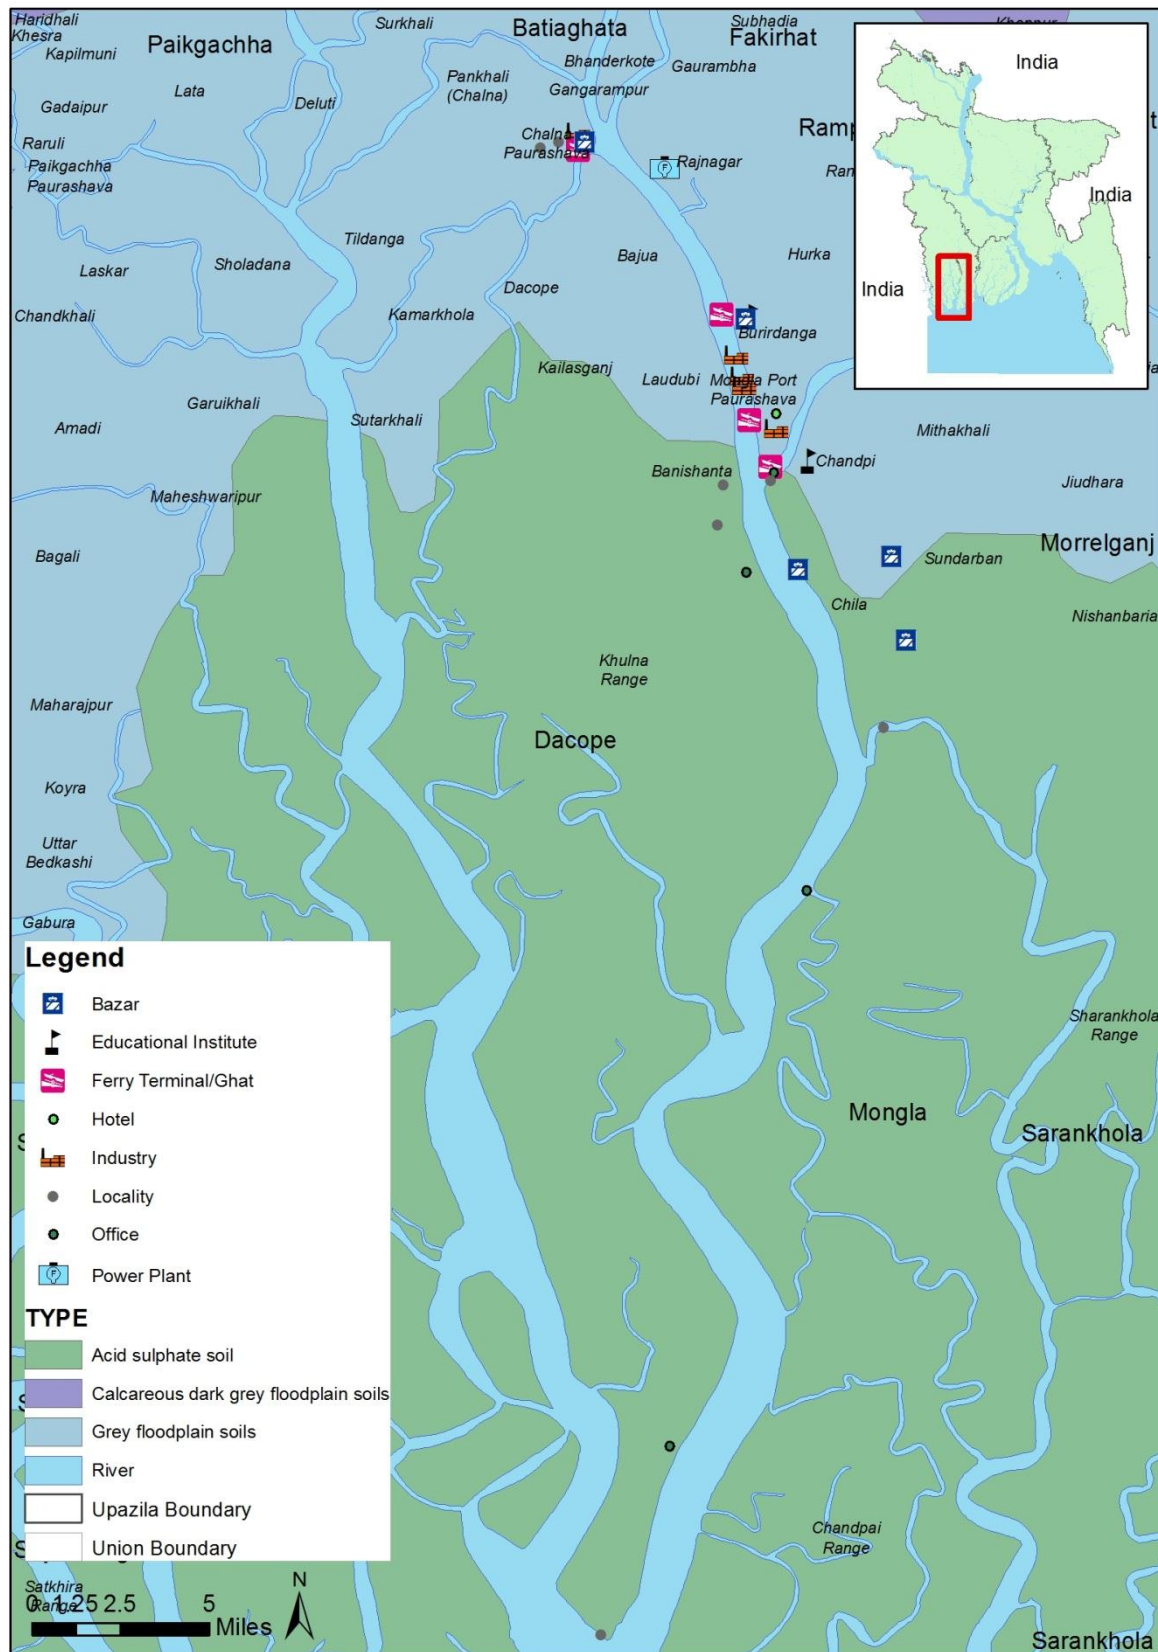 Haridhali
Khesra
Kapilmuni
Paikgachha
Surkhali
Batiaghata
Subhadia
Fakirhat
Bhanderkote
Gaurambha
Pankhali
(Chalna)
Gangarampur
Lata
Deluti
Gadaipur
India
Raruli
Chalna
Paurashava
Paikgachha
Paurashava
Rajnagar
India
Tildanga
Sholadana
Laskar
Bajua
Hurka
Dacope
India
Chandkhali
Kamarkhola
Burirdanga
Kailasganj
Laudubi
Mongla Port
Paurashava
Garuikhali
Sutarkhali
Amadi
Mithakhali
Banishanta
Chandpi
Maheshwaripur
Jiudhara
Bagali
Morrelganj
Sundarban
Chila
Nishanbaria
Khulna
Range
Maharajpur
Dacope
Koyra
Uttar
Bedkashi
Gabura
Legend
Bazar
Educational Institute
Ferry Terminal/Ghat
Hotel
Industry
Locality
Office
Power Plant
TYPE
Acid sulphate soil
Calcareous dark grey floodplain soils
Grey floodplain soils
River
Upazila Boundary
Union Boundary
Sharankhola
Range
Mongla
Sarankhola
Chandpai
Range
Satkhira
Range
0 1.25 2.5 5
Miles
N
Sarankhola